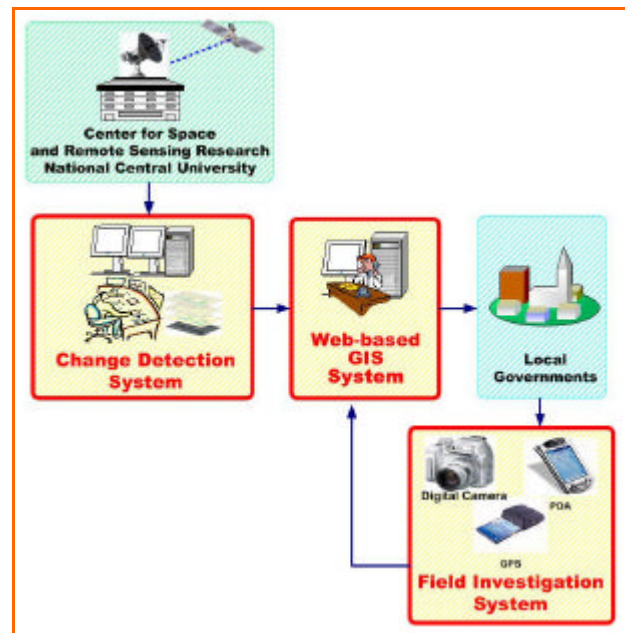 Center for Space
and Remote Sensing Research
National Central University
Change Detection
System
Web-based
GIS
System
Local
Governments
Digital Camera
PDA
GPS
Field Investigation
System